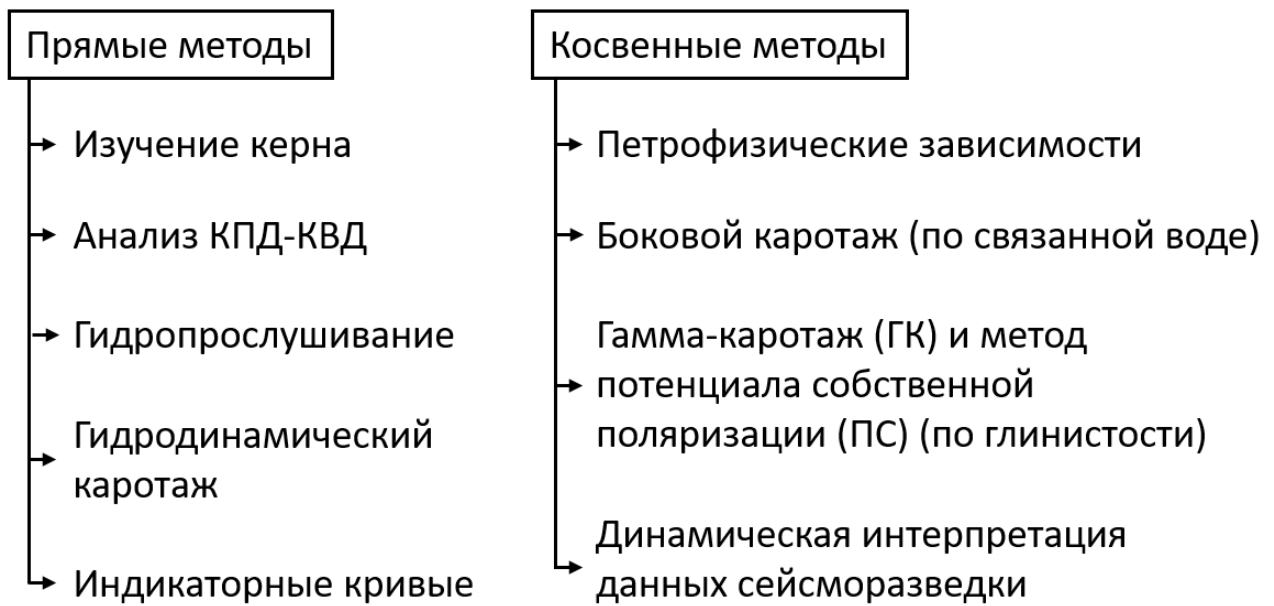 Прямые методы
Изучение керна
Анализ КПД-КВД
Гидропрослушивание
Гидродинамический
каротаж
Индикаторные кривые
Косвенные методы
Петрофизические зависимости
Боковой каротаж (по связанной воде)
Гамма-каротаж (ГК) и метод
потенциала собственной
поляризации (ПС) (по глинистости)
Динамическая интерпретация
данных сейсморазведки